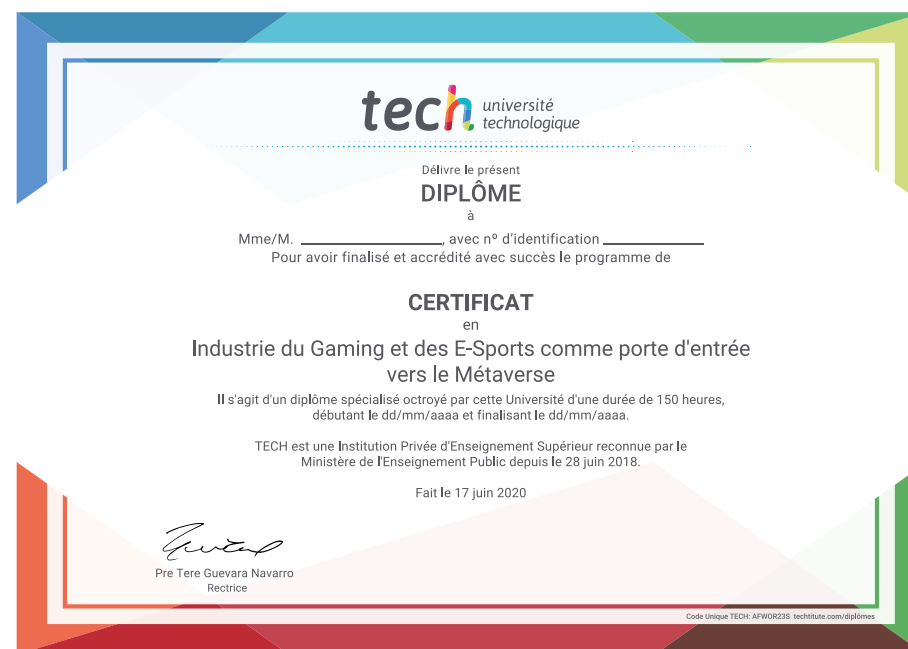 tech université
technologique
Délivre le présent
DIPLÔME
à
Mme/M. ____________________, avec nº d'identification ______________
Pour avoir finalisé et accrédité avec succès le programme de
CERTIFICAT
en
Industrie du Gaming et des E-Sports comme porte d'entrée
vers le Métaverse
Il s'agit d'un diplôme spécialisé octroyé par cette Université d'une durée de 150 heures,
débutant le dd/mm/aaaa et finalisant le dd/mm/aaaa.
TECH est une Institution Privée d'Enseignement Supérieur reconnue par le
Ministère de l'Enseignement Public depuis le 28 juin 2018.
Fait le 17 juin 2020
Pre Tere Guevara Navarro
Rectrice
Code Unique TECH: AFWOR23S techtitute.com/diplômes